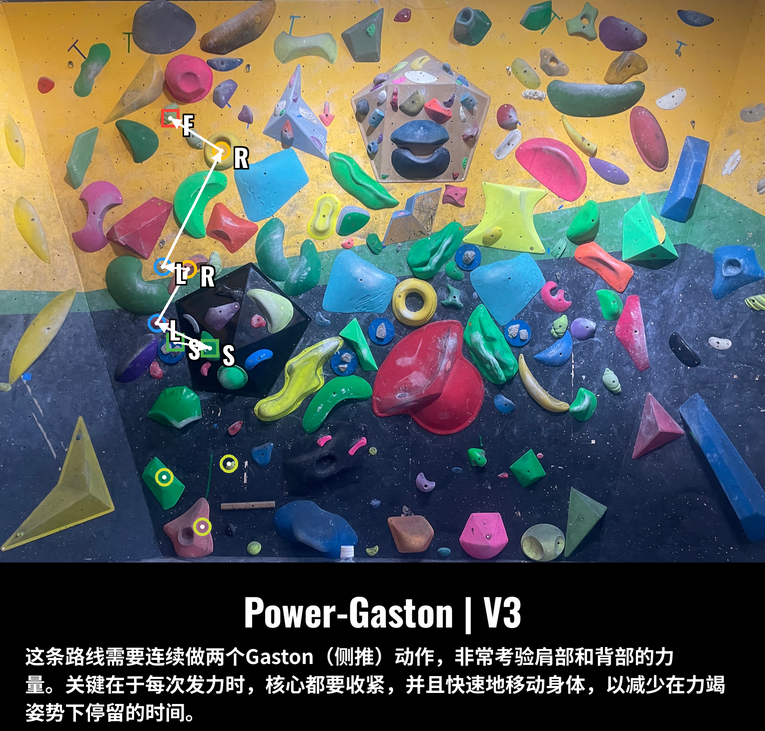 F
R
L R
L
S S
Power-Gaston | V3
这条路线需要连续做两个Gaston（侧推）动作，非常考验肩部和背部的力
量。关键在于每次发力时，核心都要收紧，并且快速地移动身体，以减少在力竭
姿势下停留的时间。